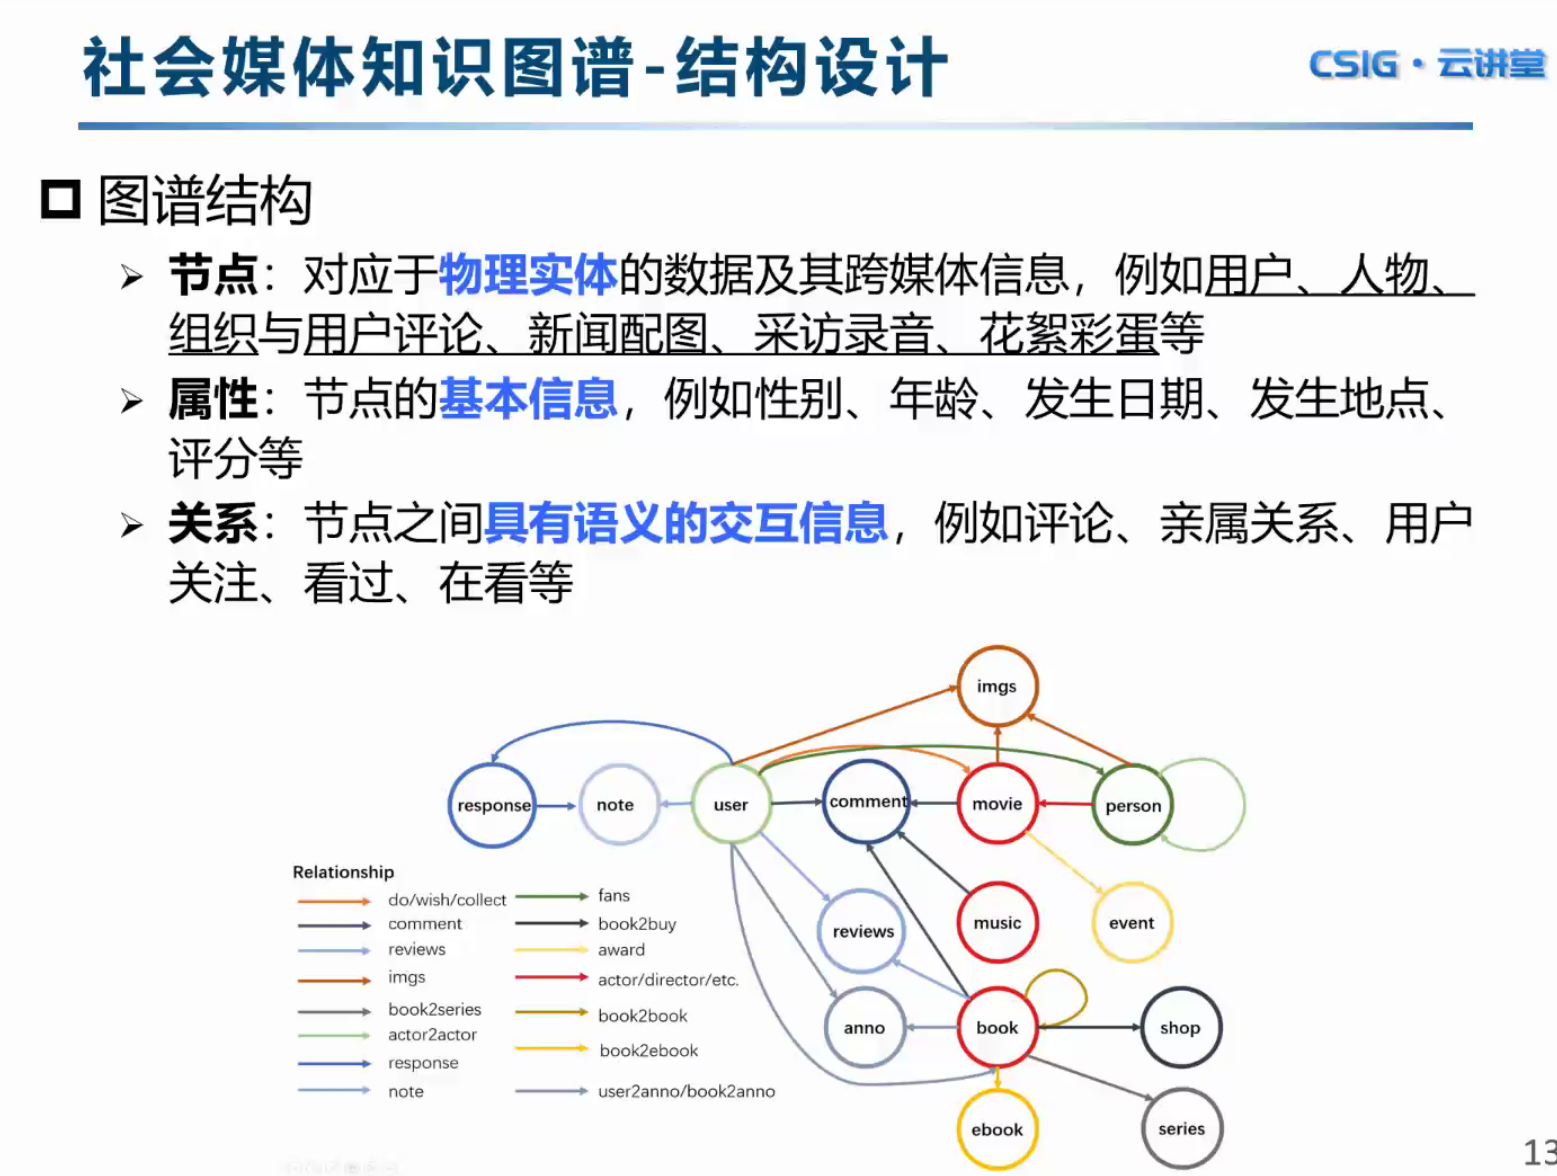 社会媒体知识图谱-结构设计
CSIG·云讲堂
图谱结构
节点：对应于物理实体的数据及其跨媒体信息，例如用户、人物、
组织与用户评论、新闻配图、采访录音、花絮彩蛋等
属性：节点的基本信息，例如性别、年龄、发生日期、发生地点、
评分等
关系：节点之间具有语义的交互信息，例如评论、亲属关系、用户
关注、看过、在看等
imgs
response
note
user
comment
movie
person
reviews
music
event
anno
book
shop
ebook
series
Relationship
do/wish/collect
comment
reviews
imgs
book2series
actor2actor
response
note
fans
book2buy
award
actor/director/etc.
book2book
book2ebook
user2anno/book2anno
13